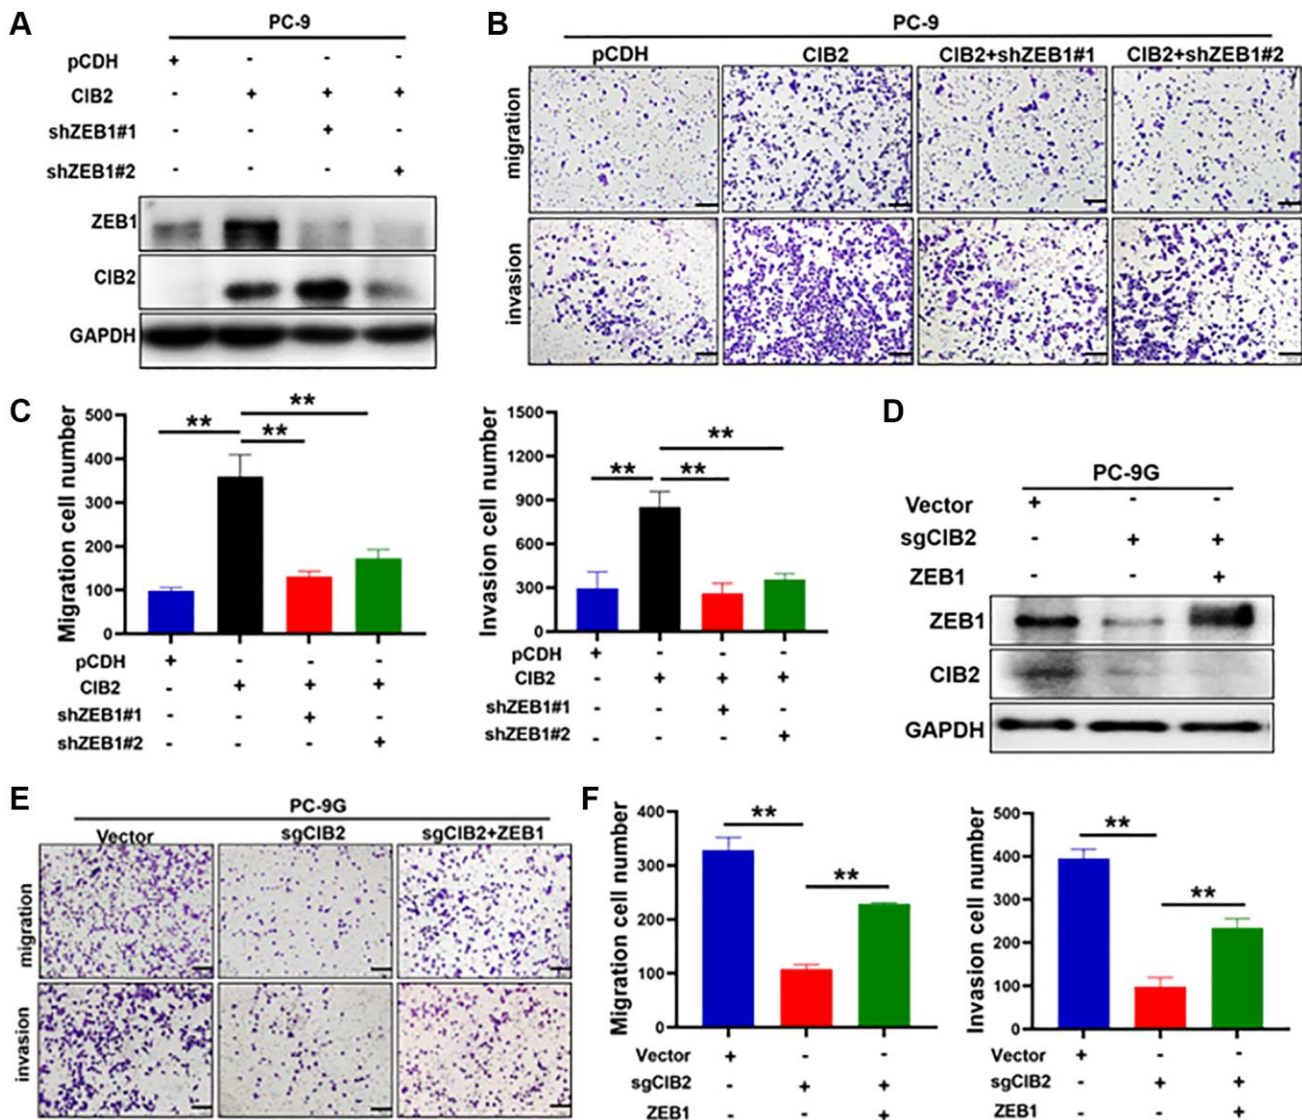 A
PC-9
pCDH + - - -
CIB2 - + + +
shZEB1#1 - - + -
shZEB1#2 - - - +
ZEB1
CIB2
GAPDH
B
PC-9
pCDH CIB2 CIB2+shZEB1#1 CIB2+shZEB1#2
migration
invasion
C
Migration cell number
500
400
300
200
100
0
** ** **
pCDH + - - -
CIB2 - + + +
shZEB1#1 - - + -
shZEB1#2 - - - +
Invasion cell number
1500
1200
900
600
300
0
** ** **
pCDH + - - -
CIB2 - + + +
shZEB1#1 - - + -
shZEB1#2 - - - +
D
PC-9G
Vector + - -
sgCIB2 - + +
ZEB1 - - +
ZEB1
CIB2
GAPDH
E
PC-9G
Vector sgCIB2 sgCIB2+ZEB1
migration
invasion
F
Migration cell number
400
300
200
100
0
** **
Vector + - -
sgCIB2 - + +
ZEB1 - - +
Invasion cell number
500
400
300
200
100
0
** **
Vector + - -
sgCIB2 - + +
ZEB1 - - +